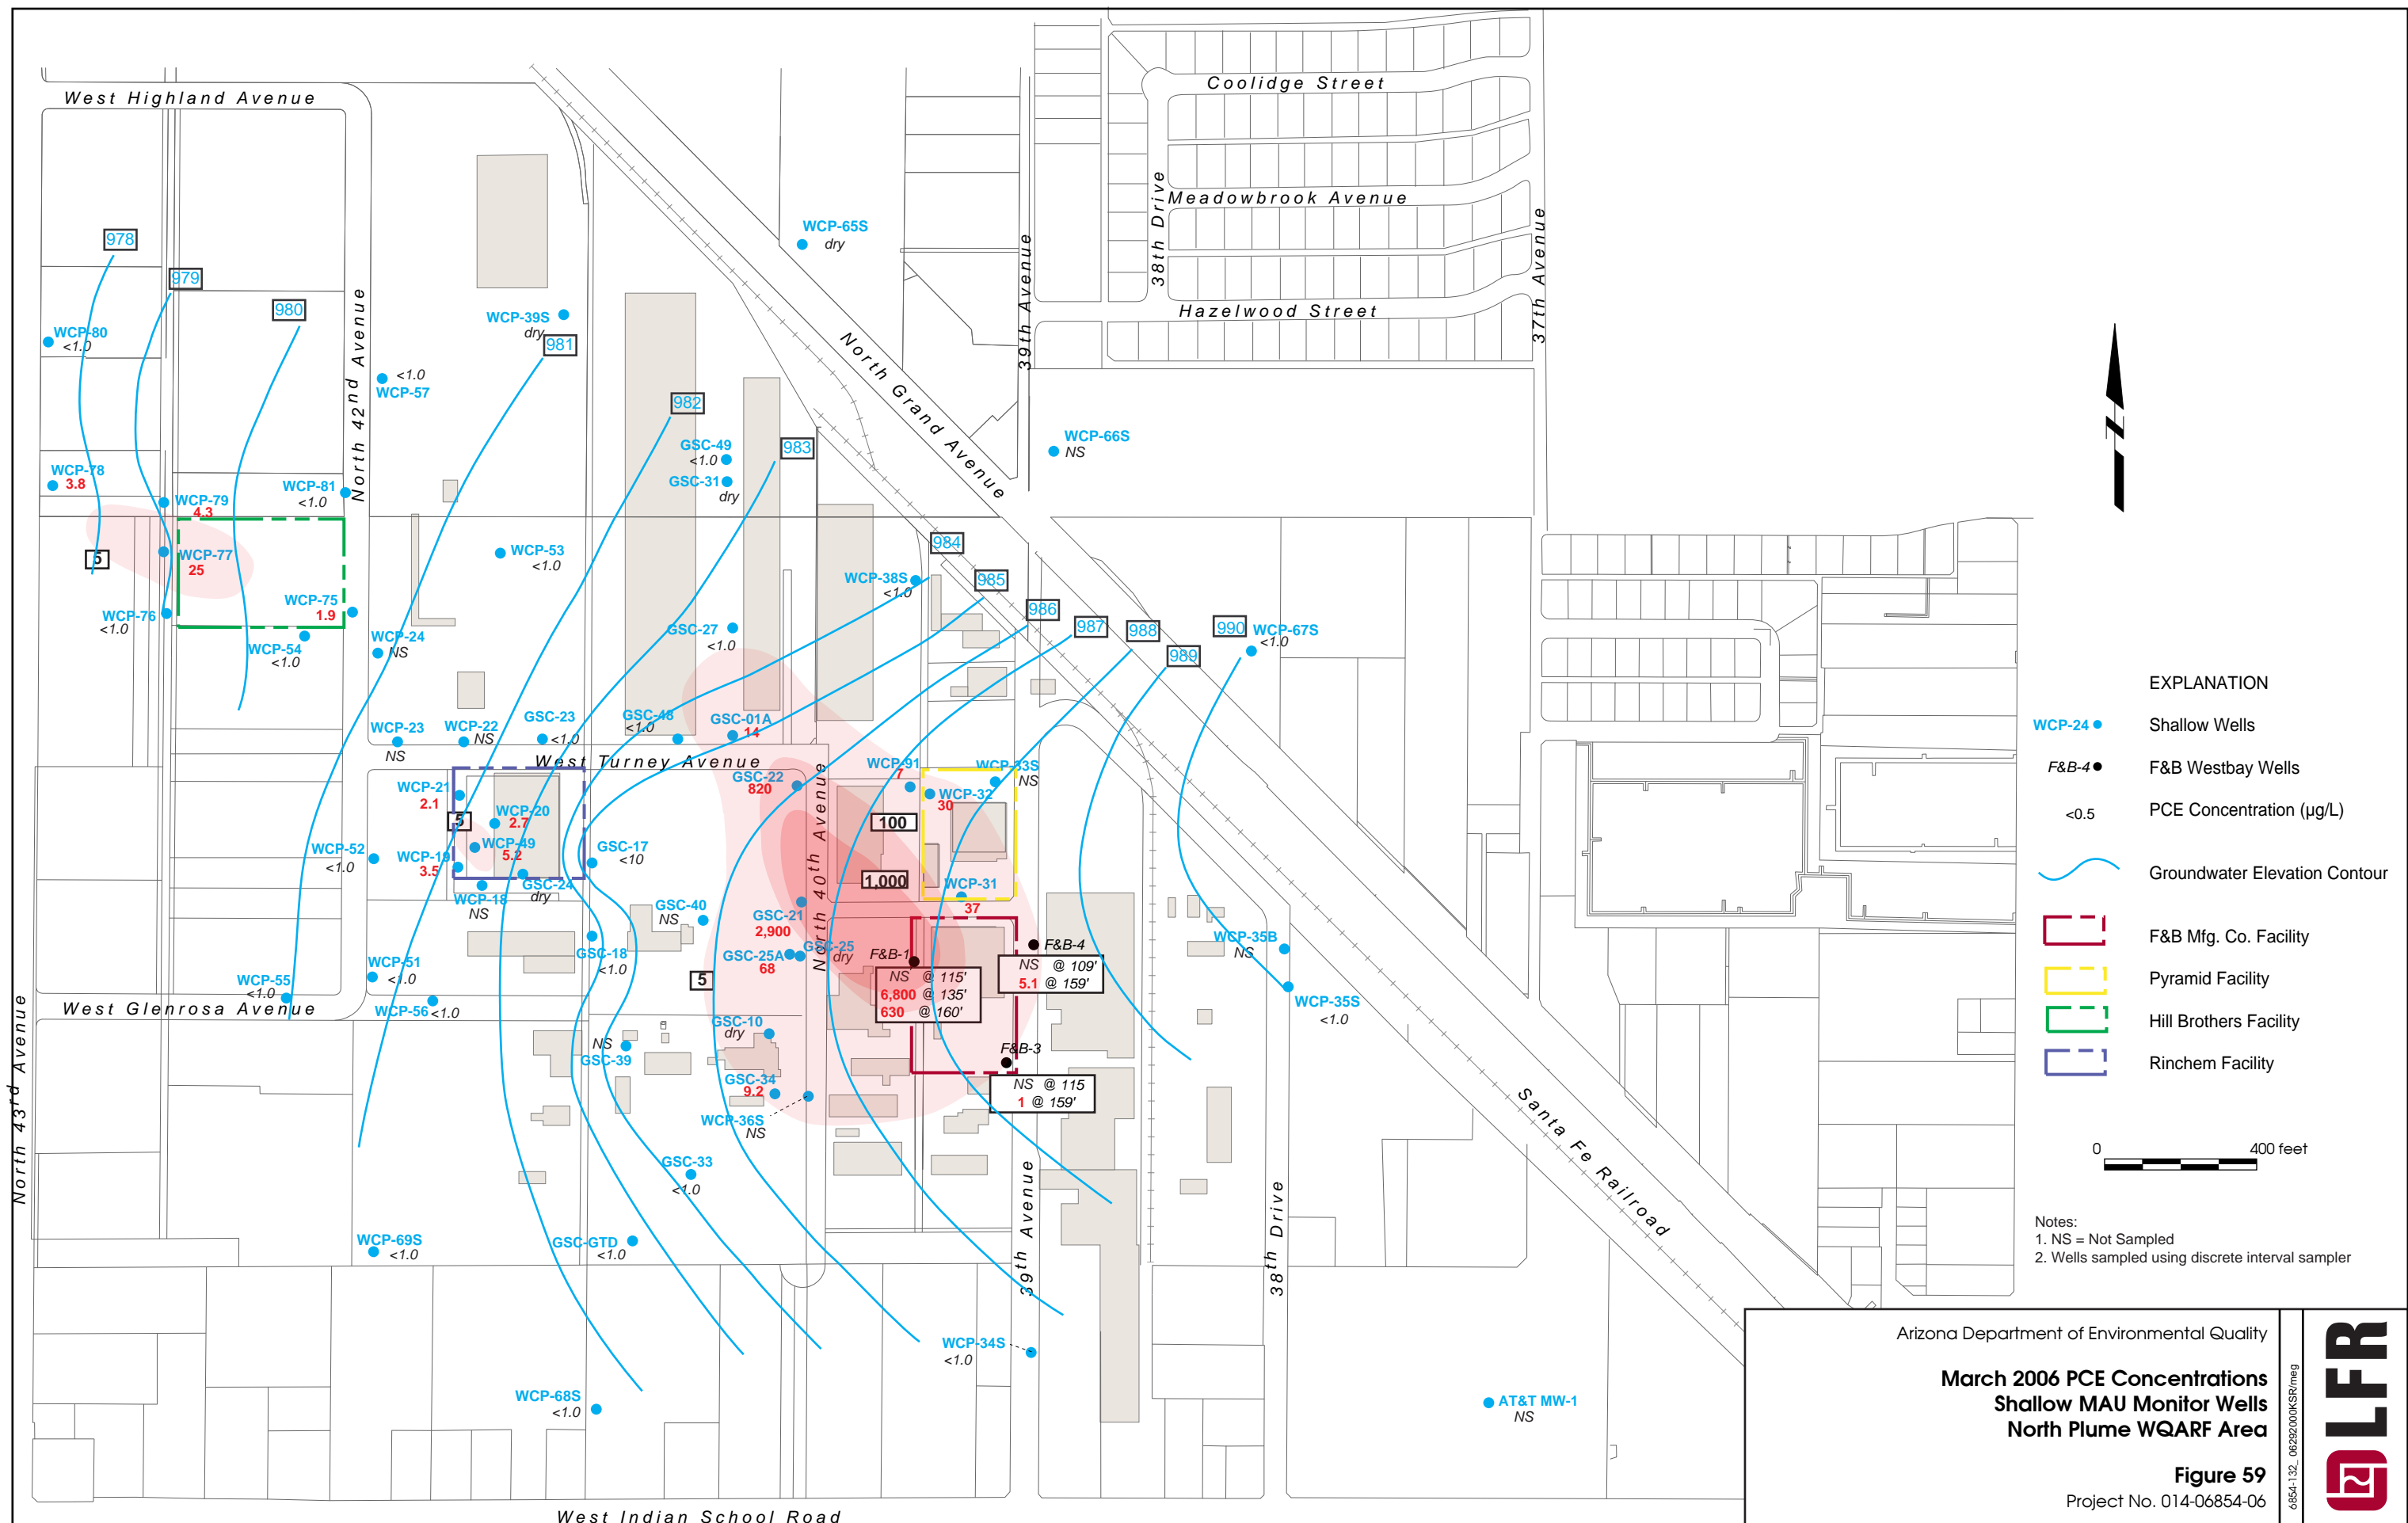 Coolidge Street
West Highland Avenue
38th Drive
Meadowbrook Avenue
37th Avenue
WCP-65S
dry
978
39th Avenue
979
980
Hazelwood Street
WCP-39S
dry
981
WCP-80
<1.0
North 42nd Avenue
North Grand Avenue
<1.0
WCP-57
982
983
GSC-49
<1.0
WCP-66S
NS
WCP-78
3.8
GSC-31
dry
WCP-81
<1.0
WCP-79
4.3
984
WCP-53
<1.0
WCP-77
25
5
WCP-38S
<1.0
985
986
987
988
990
WCP-67S
<1.0
989
WCP-75
1.9
WCP-76
<1.0
GSC-27
<1.0
WCP-24
NS
WCP-54
<1.0
WCP-23
NS
WCP-22
NS
GSC-23
<1.0
GSC-48
<1.0
GSC-01A
14
West Turney Avenue
GSC-22
820
WCP-91
7
WCP-33S
NS
WCP-32
30
WCP-21
2.1
WCP-20
2.7
5
WCP-49
5.2
100
WCP-52
<1.0
WCP-19
3.5
GSC-17
<10
GSC-24
dry
WCP-18
NS
1,000
WCP-31
37
North 40th Avenue
GSC-40
NS
GSC-21
2,900
GSC-25
dry
GSC-25A
68
GSC-18
<1.0
F&B-1
NS @ 115'
6,800 @ 135'
630 @ 160'
F&B-4
NS @ 109'
5.1 @ 159'
WCP-35B
NS
WCP-35S
<1.0
5
WCP-51
<1.0
WCP-55
<1.0
West Glenrosa Avenue
WCP-56
<1.0
North 43rd Avenue
NS
GSC-39
GSC-10
dry
F&B-3
NS @ 115
1 @ 159'
GSC-34
9.2
WCP-36S
NS
GSC-33
<1.0
39th Avenue
38th Drive
Santa Fe Railroad
WCP-69S
<1.0
GSC-GTD
<1.0
WCP-34S
<1.0
WCP-68S
<1.0
AT&T MW-1
NS
West Indian School Road
N
EXPLANATION
WCP-24
Shallow Wells
F&B-4
F&B Westbay Wells
<0.5
PCE Concentration (µg/L)
Groundwater Elevation Contour
F&B Mfg. Co. Facility
Pyramid Facility
Hill Brothers Facility
Rinchem Facility
0 400 feet
Notes:
1. NS = Not Sampled
2. Wells sampled using discrete interval sampler
Arizona Department of Environmental Quality
March 2006 PCE Concentrations
Shallow MAU Monitor Wells
North Plume WQARF Area
Figure 59
Project No. 014-06854-06
6854-132_ 06292000KSR/meg
LFR